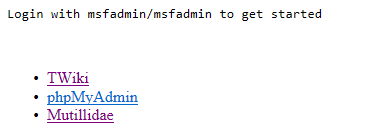 Login with msfadmin/msfadmin to get started
• TWiki
• phpMyAdmin
• Mutillidae